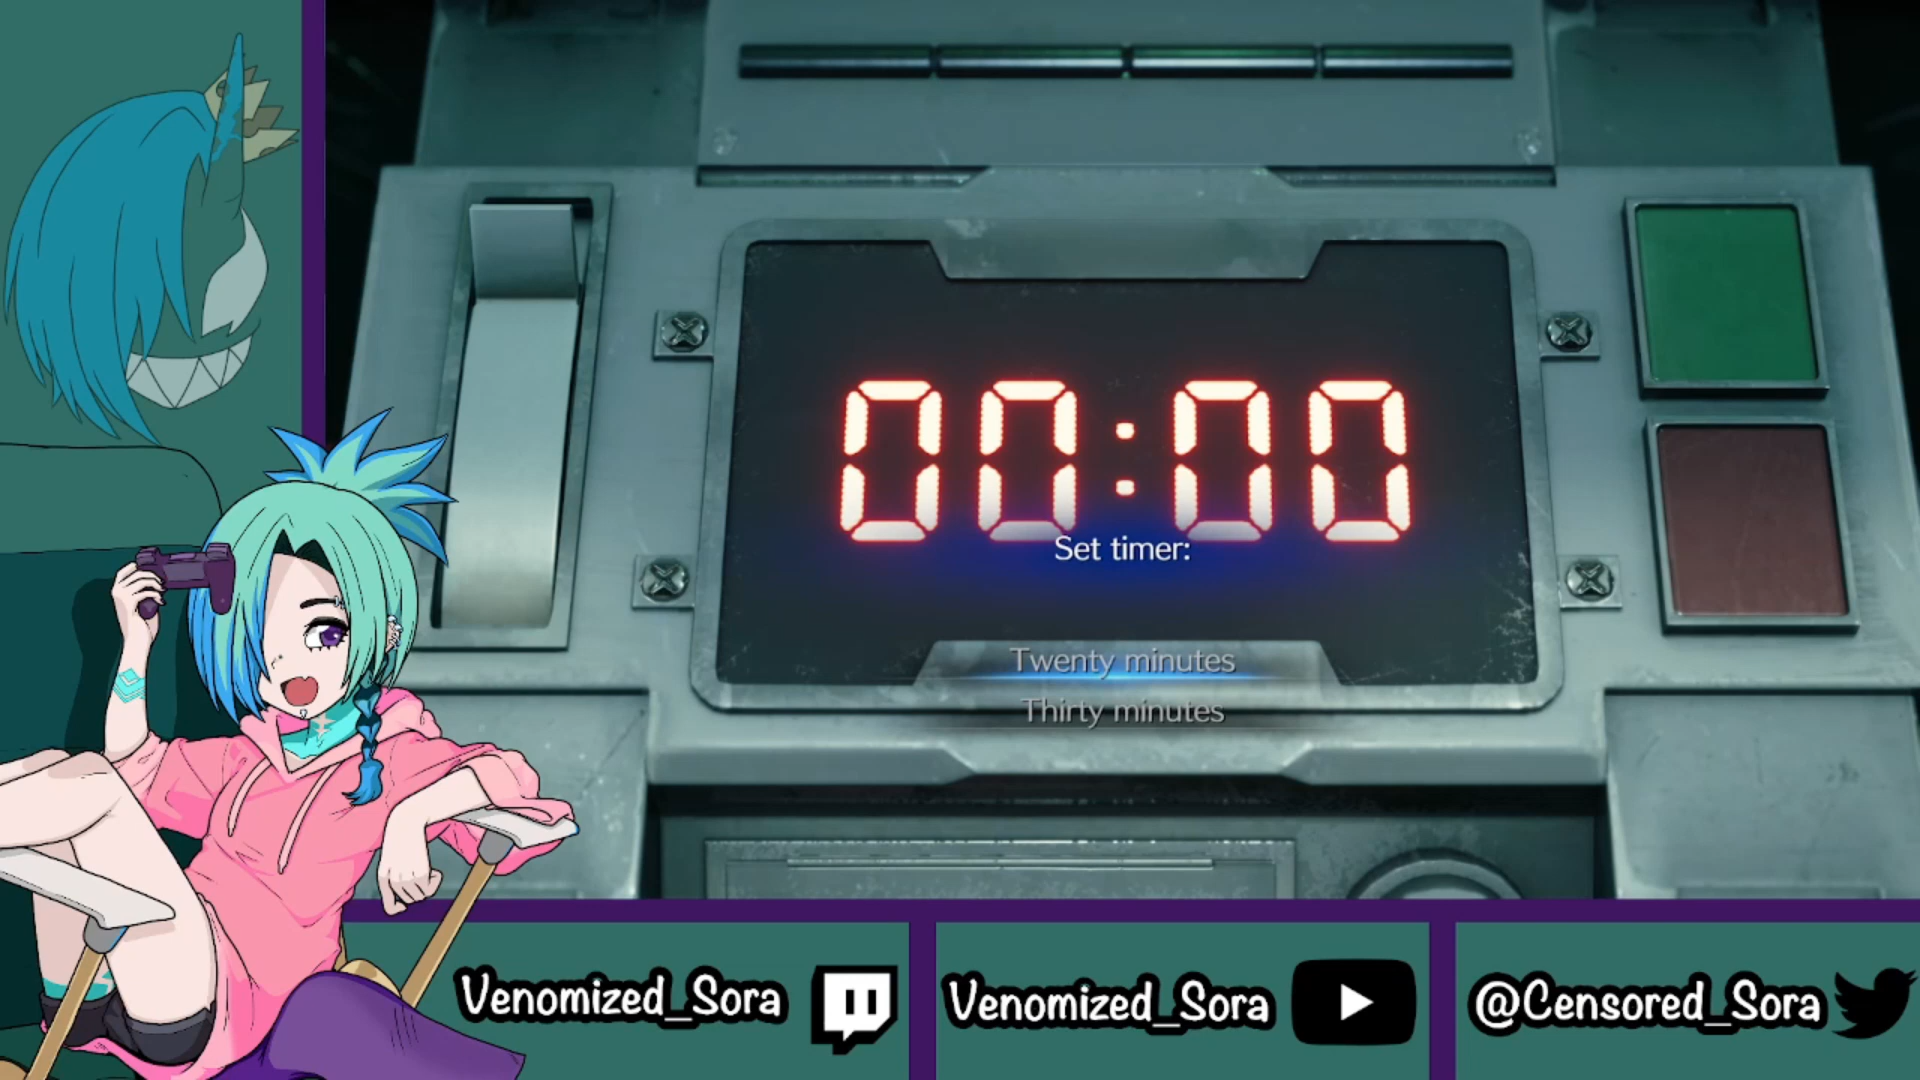 00:00
Set timer:
Twenty minutes
Thirty minutes
Venomized_Sora
Venomized_Sora
@Censored_Sora